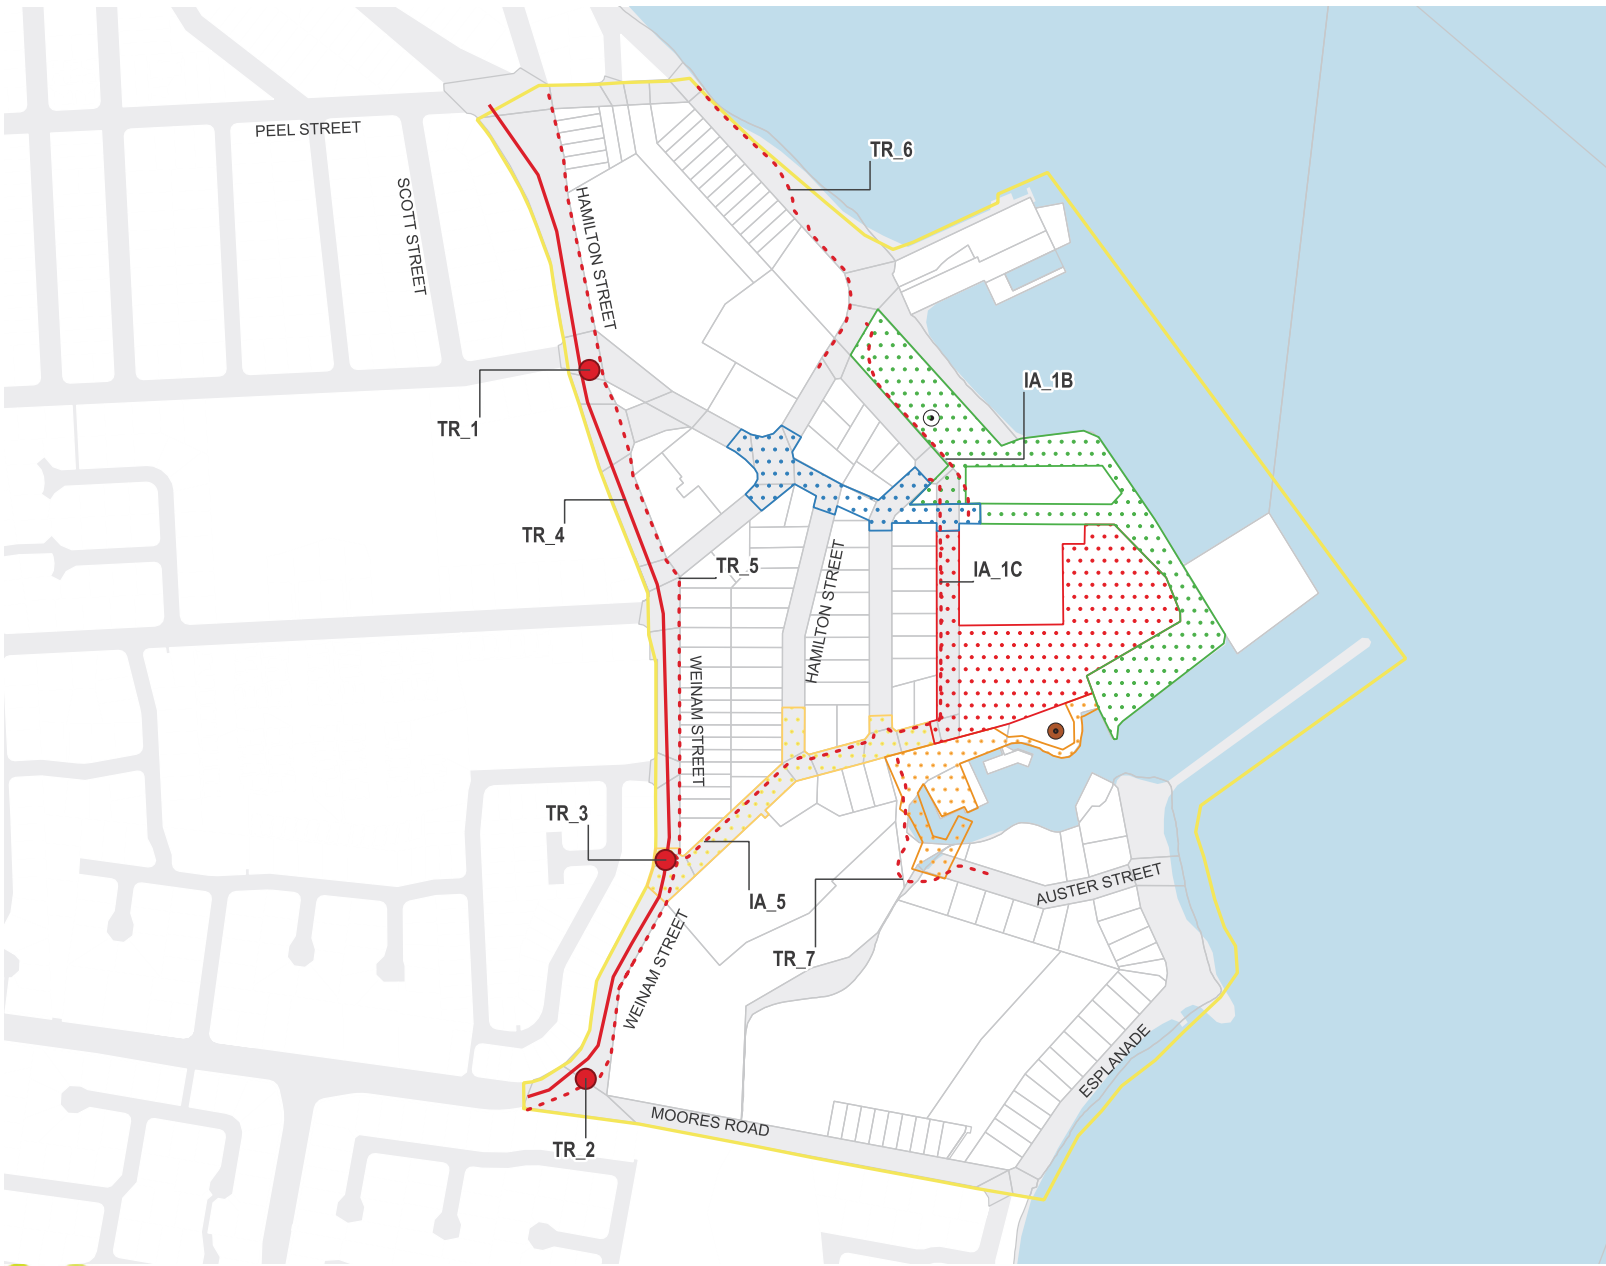 PEEL STREET
TR_6
SCOTT STREET
HAMILTON STREET
IA_1B
TR_1
TR_4
TR_5
IA_1C
HAMILTON STREET
WEINAM STREET
TR_3
IA_5
AUSTER STREET
TR_7
WEINAM STREET
ESPLANADE
MOORES ROAD
TR_2